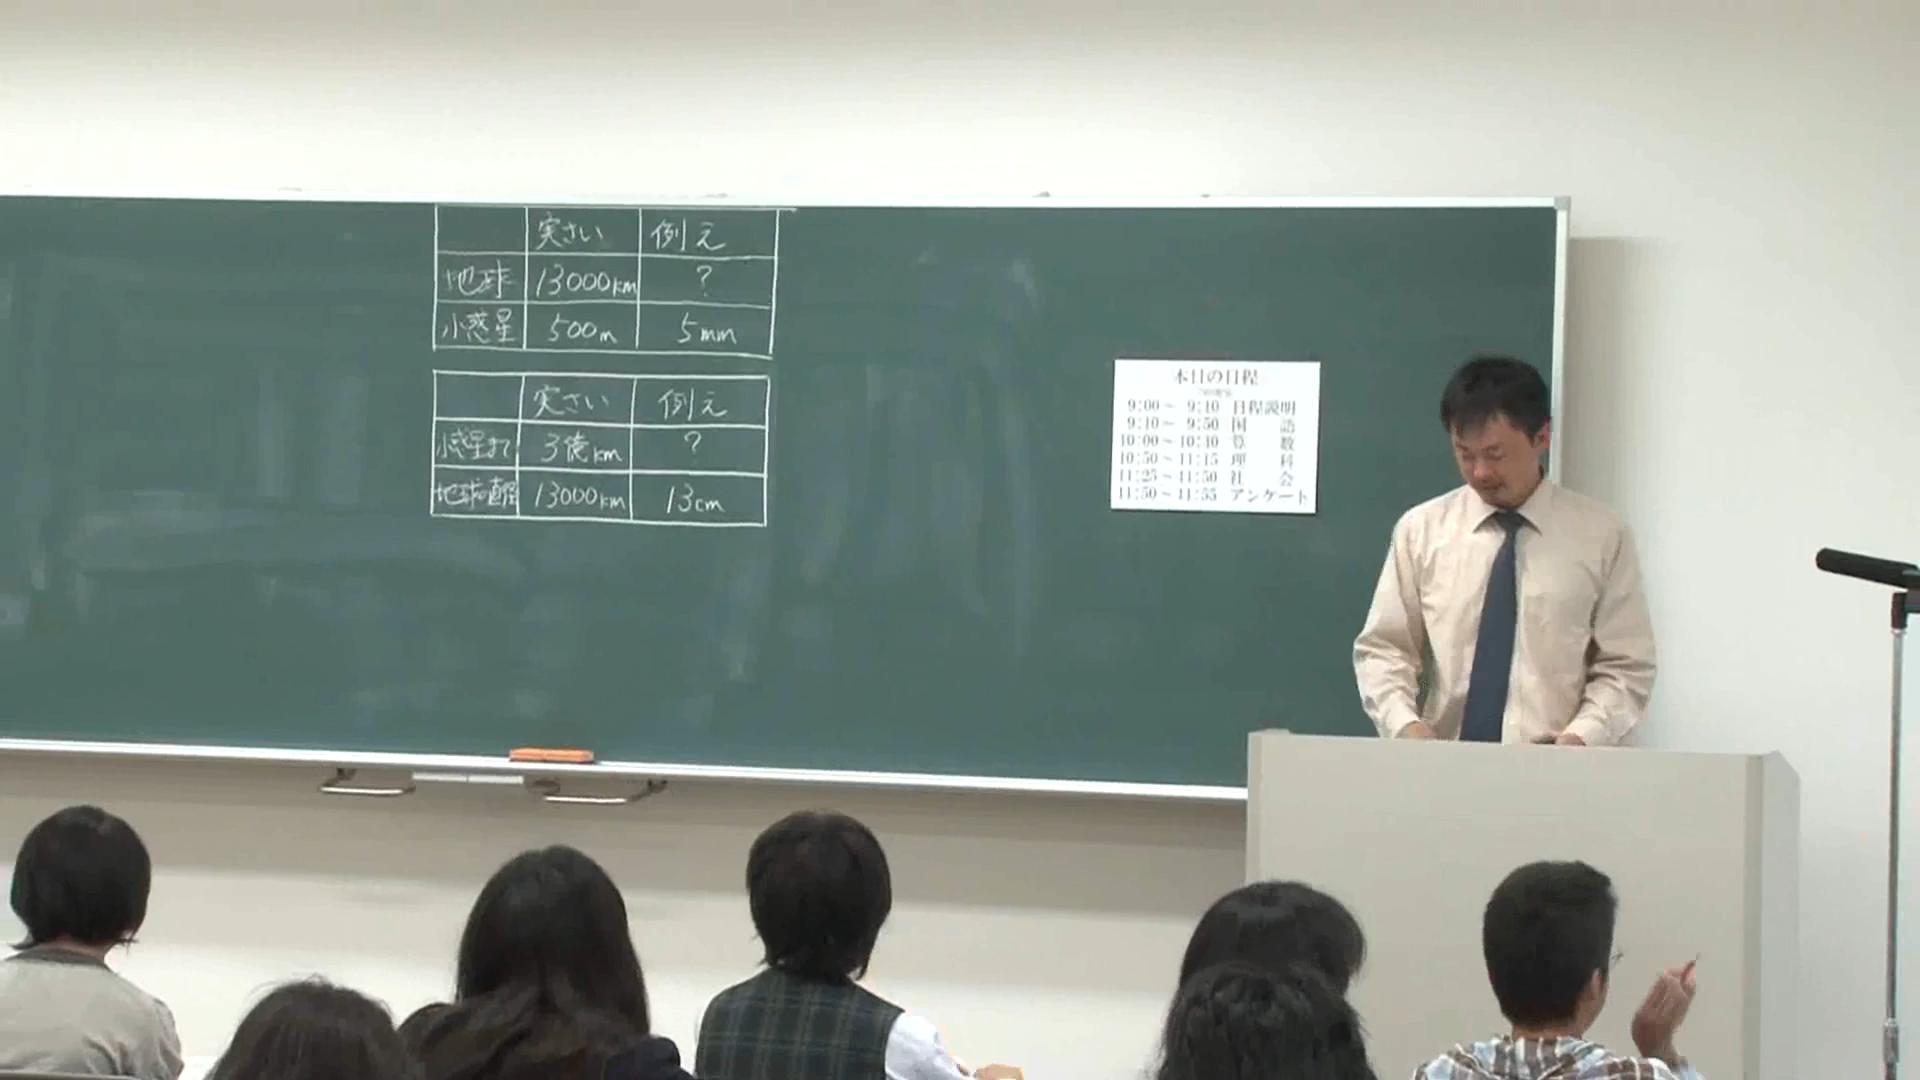 実さい 例え
地球 13000km ?
小惑星 500m 5mm
実さい 例え
小惑星まで 3億km ?
地球の直径 13000km 13cm
本日の日程
9:00～ 9:10 日程説明
9:10～ 9:50 国 語
10:00～10:40 算 数
10:50～11:15 理 科
11:25～11:50 社 会
11:50～11:55 アンケート